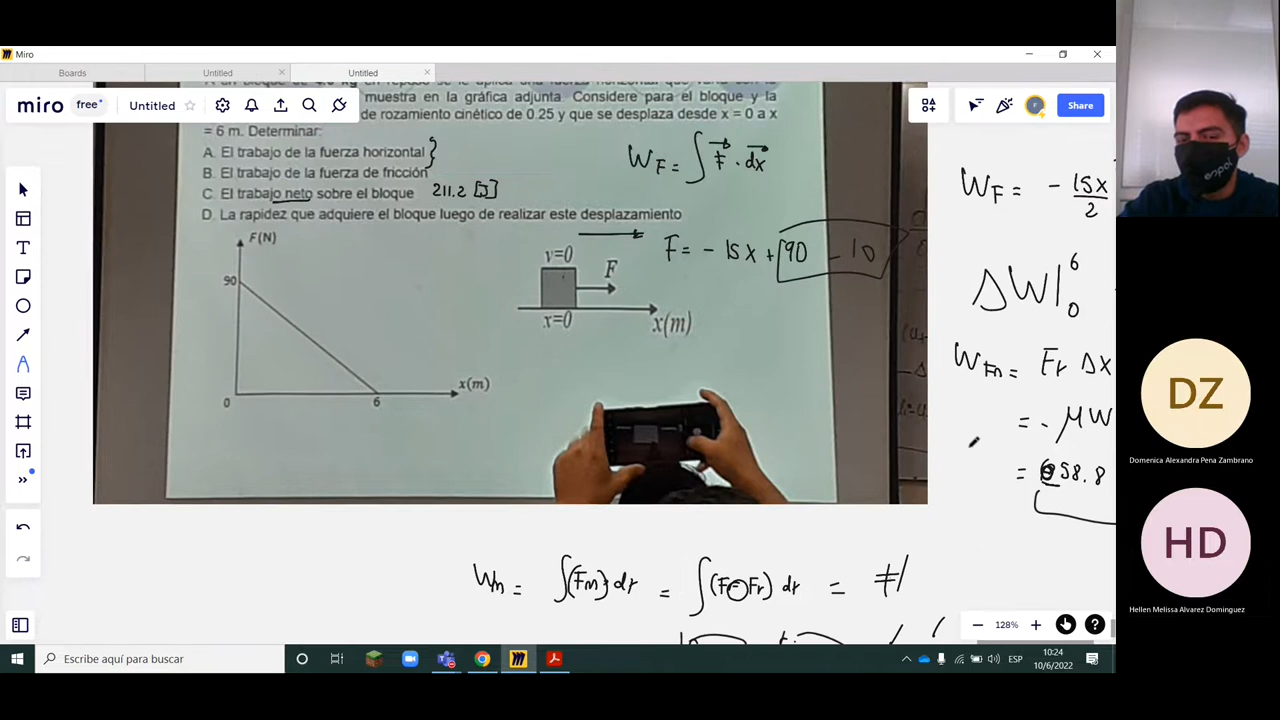 Miro
Boards
Untitled
Untitled
miro free Untitled
Share
muestra en la gráfica adjunta Considere para el bloque y la
de rozamiento cinético de 0.25 y que se desplaza desde x = 0 a x
= 6 m. Determinar:
A. El trabajo de la fuerza horizontal
B. El trabajo de la fuerza de fricción
C. El trabajo neto sobre el bloque 211.2 [J]
D. La rapidez que adquiere el bloque luego de realizar este desplazamiento
W_F = ∫ F · dx
F = - 15x + 90 - 10
F(N)
90
0
6
x(m)
v=0
F
x=0
x(m)
W_F = - 15x
2
ΔW|
6
0
= Fr Δx
= - μW
58.8
= ∫(Fm) dr = ∫(F - Fr) dr =
128%
enpol
DZ
Domenica Alexandra Pena Zambrano
HD
Hellen Melissa Alvarez Dominguez
Escribe aquí para buscar
ESP
10:24
10/6/2022